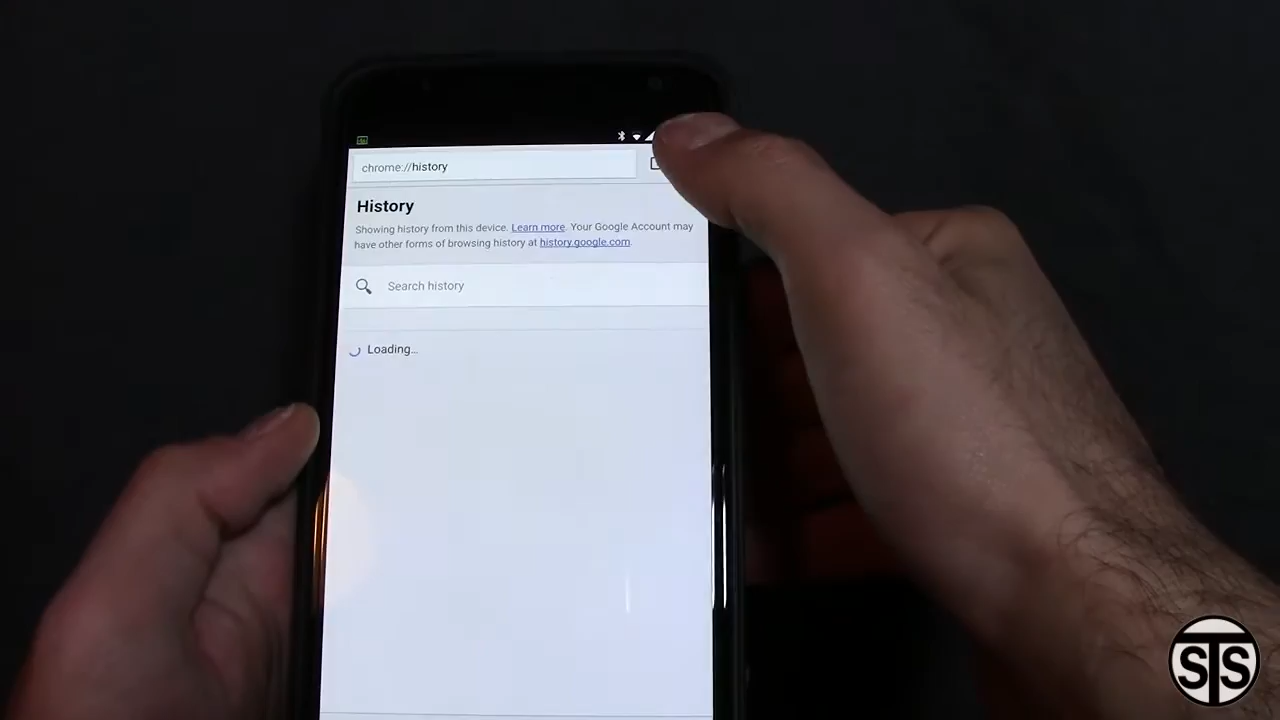 chrome://history
History
Showing history from this device. Learn more. Your Google Account may
have other forms of browsing history at history.google.com.
Search history
Loading...
STS